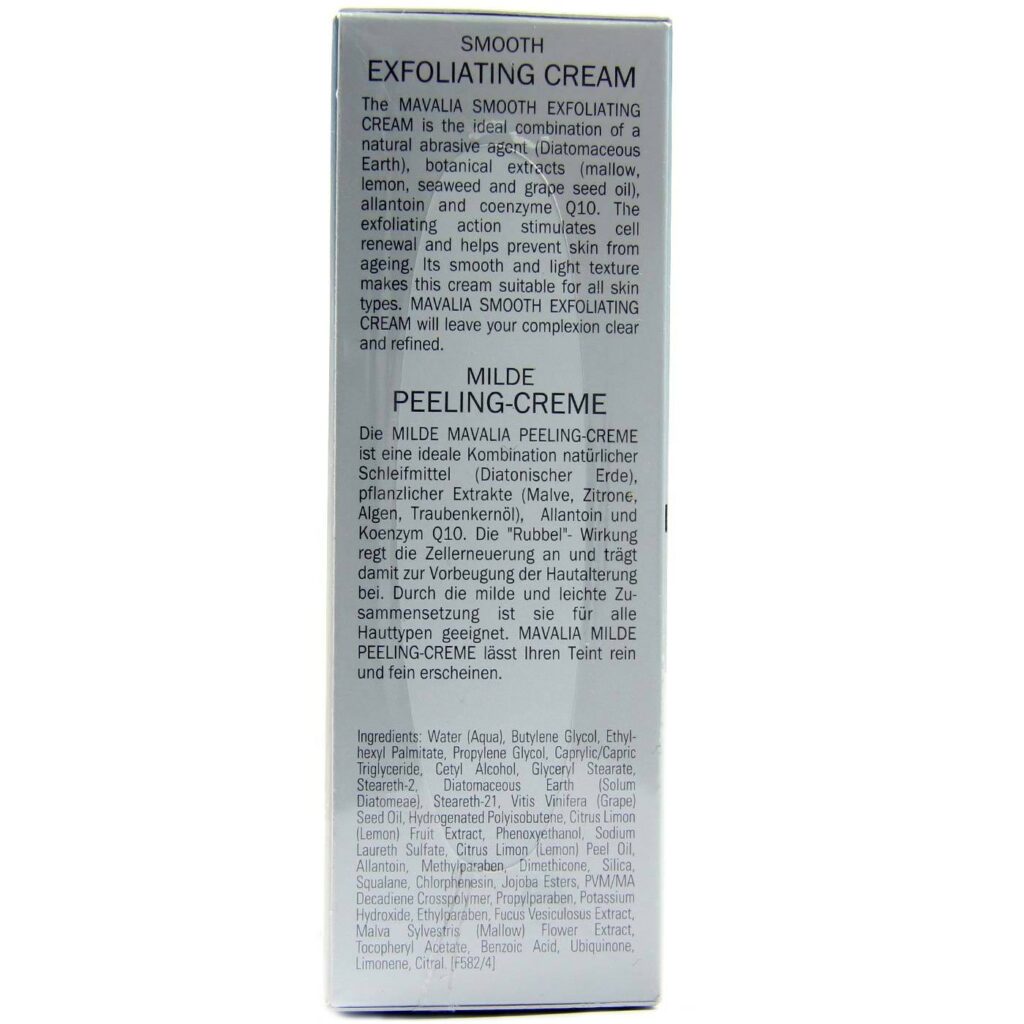 SMOOTH
EXFOLIATING CREAM
The MAVALIA SMOOTH EXFOLIATING
CREAM is the ideal combination of a
natural abrasive agent (Diatomaceous
Earth), botanical extracts (mallow,
lemon, seaweed and grape seed oil),
allantoin and coenzyme Q10. The
exfoliating action stimulates cell
renewal and helps prevent skin from
ageing. Its smooth and light texture
makes this cream suitable for all skin
types. MAVALIA SMOOTH EXFOLIATING
CREAM will leave your complexion clear
and refined.
MILDE
PEELING-CREME
Die MILDE MAVALIA PEELING-CREME
ist eine ideale Kombination natürlicher
Schleifmittel (Diatonischer Erde),
pflanzlicher Extrakte (Malve, Zitrone,
Algen, Traubenkernöl), Allantoin und
Koenzym Q10. Die "Rubbel"- Wirkung
regt die Zellerneuerung an und trägt
damit zur Vorbeugung der Hautalterung
bei. Durch die milde und leichte Zu-
sammensetzung ist sie für alle
Hauttypen geeignet. MAVALIA MILDE
PEELING-CREME lässt Ihren Teint rein
und fein erscheinen.
Ingredients: Water (Aqua), Butylene Glycol, Ethyl-
hexyl Palmitate, Propylene Glycol, Caprylic/Capric
Triglyceride, Cetyl Alcohol, Glyceryl Stearate,
Steareth-2, Diatomaceous Earth (Solum
Diatomeae), Steareth-21, Vitis Vinifera (Grape)
Seed Oil, Hydrogenated Polyisobutene, Citrus Limon
(Lemon) Fruit Extract, Phenoxyethanol, Sodium
Laureth Sulfate, Citrus Limon (Lemon) Peel Oil,
Allantoin, Methylparaben, Dimethicone, Silica,
Squalane, Chlorphenesin, Jojoba Esters, PVM/MA
Decadiene Crosspolymer, Propylparaben, Potassium
Hydroxide, Ethylparaben, Fucus Vesiculosus Extract,
Malva Sylvestris (Mallow) Flower Extract,
Tocopheryl Acetate, Benzoic Acid, Ubiquinone,
Limonene, Citral. [F582/4]